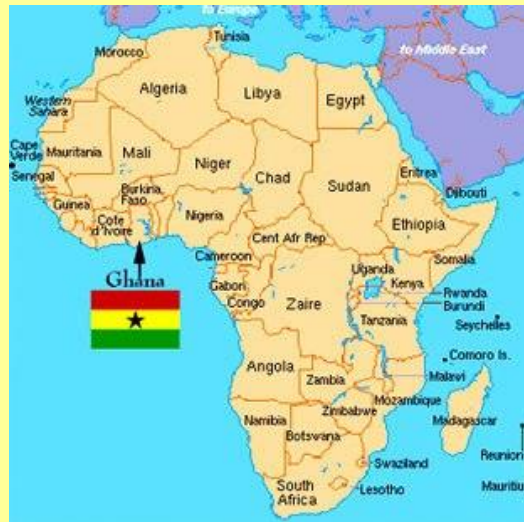 to Europe
to Middle East
Tunisia
Morocco
Algeria
Libya
Egypt
Western
Sahara
Cape
Verde
Mauritania
Mali
Niger
Chad
Sudan
Eritrea
Djibouti
Senegal
Burkina
Faso
Guinea
Cote
d'Ivoire
Nigeria
Ethiopia
Cent Afr Rep
Cameroon
Somalia
Ghana
Gabon
Congo
Zaire
Uganda
Kenya
Rwanda
Burundi
Tanzania
Seychelles
Comoro Is.
Angola
Zambia
Malawi
Mozambique
Zimbabwe
Madagascar
Namibia
Botswana
Reunion
Swaziland
South
Africa
Lesotho
Mauritiu